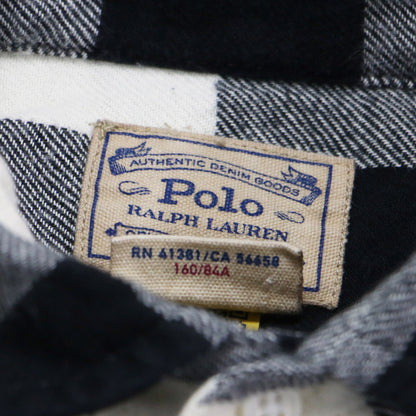 AUTHENTIC DENIM GOODS
Polo
RALPH LAUREN
RN 41381/CA 56658
160/84A